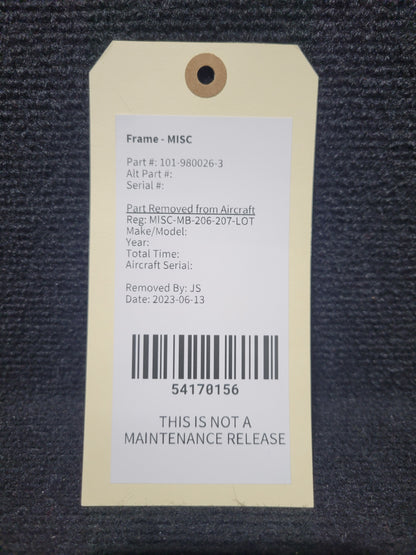 Frame - MISC
Part #: 101-980026-3
Alt Part #:
Serial #:
Part Removed from Aircraft
Reg: MISC-MB-206-207-LOT
Make/Model:
Year:
Total Time:
Aircraft Serial:
Removed By: JS
Date: 2023-06-13
54170156
THIS IS NOT A
MAINTENANCE RELEASE